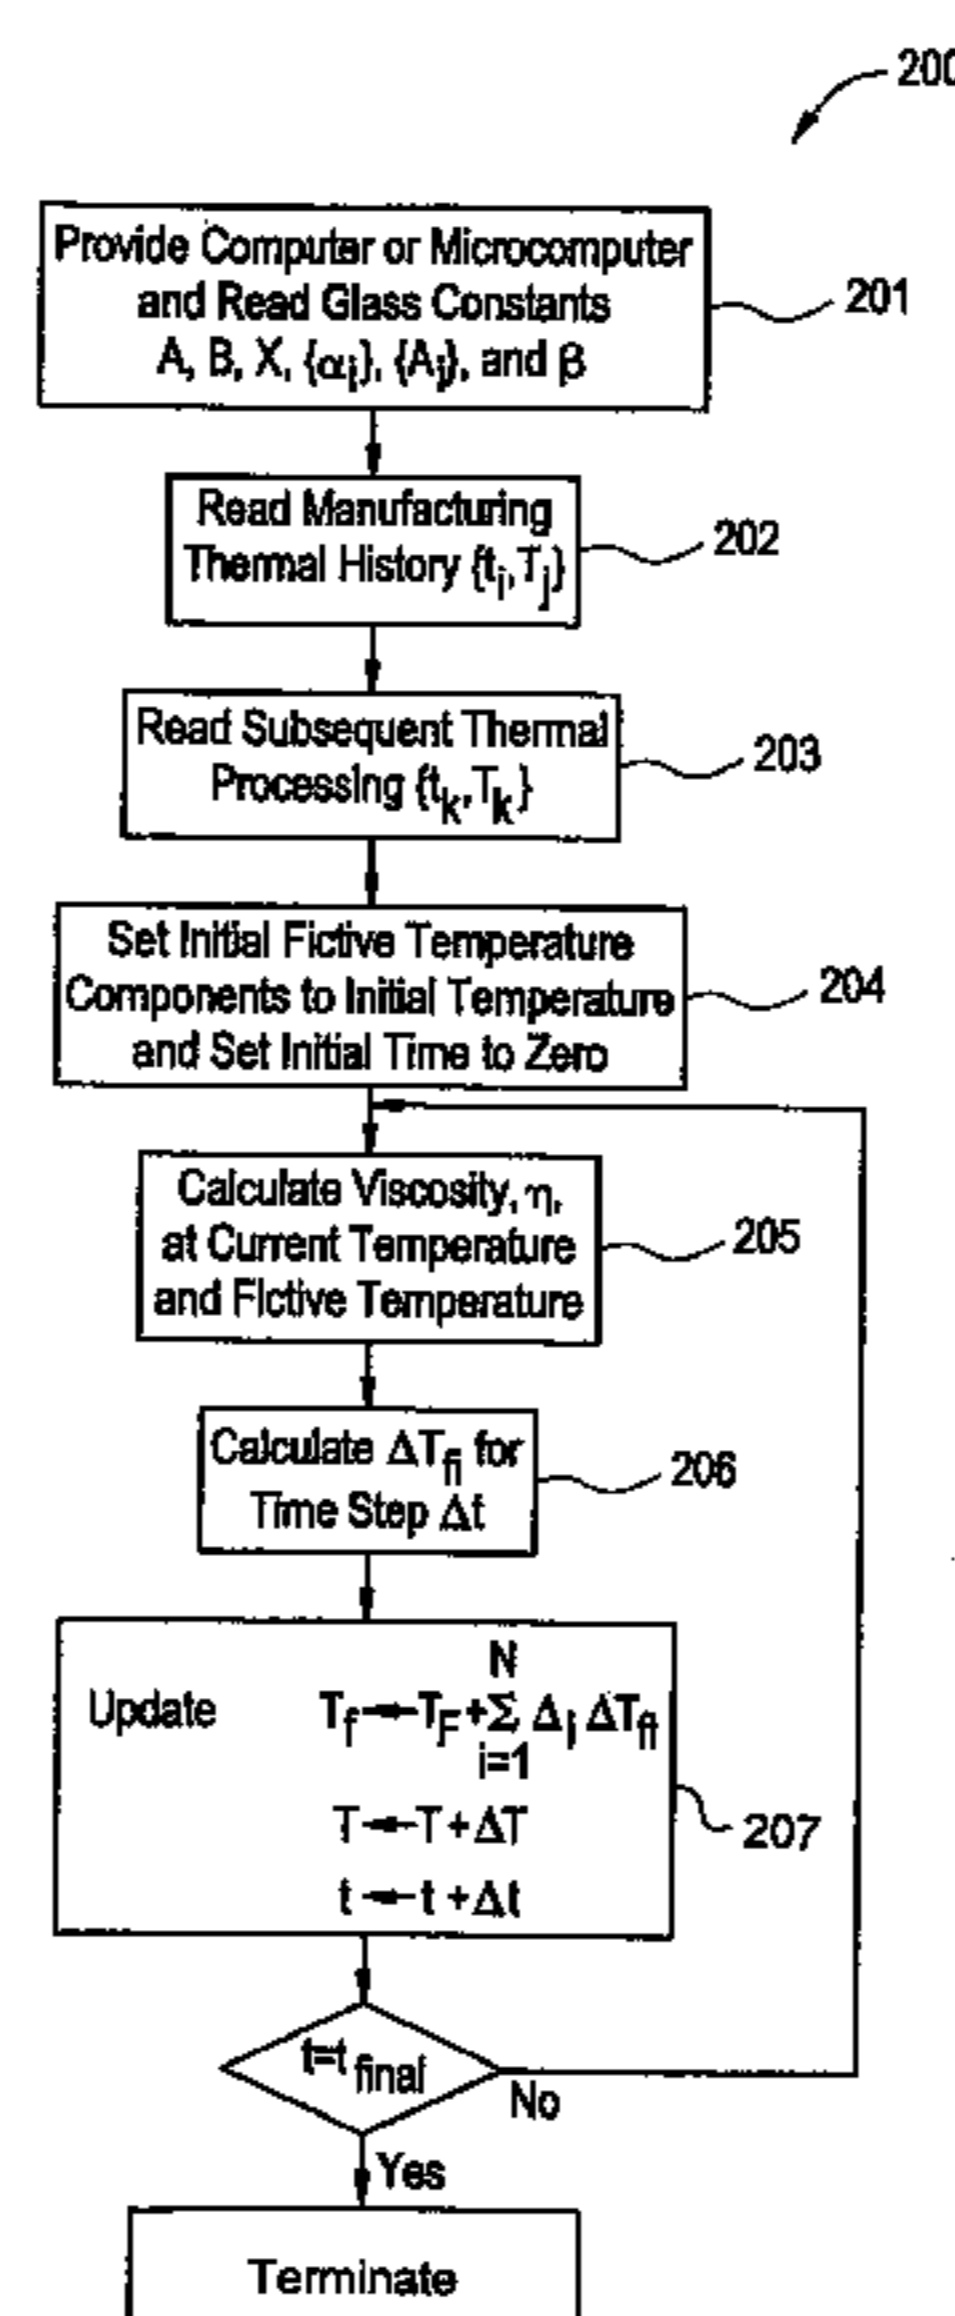 200
Provide Computer or Microcomputer
and Read Glass Constants
A, B, X, {αi}, {Ai}, and β
201
Read Manufacturing
Thermal History {ti,Tj}
202
Read Subsequent Thermal
Processing {tk,Tk}
203
Set Initial Fictive Temperature
Components to Initial Temperature
and Set Initial Time to Zero
204
Calculate Viscosity, η,
at Current Temperature
and Fictive Temperature
205
Calculate ΔTfi for
Time Step Δt
206
N
Update Tf←TF+Σ Δi ΔTfi
i=1
T←T+ΔT
t←t+Δt
207
t=t final
No
Yes
Terminate